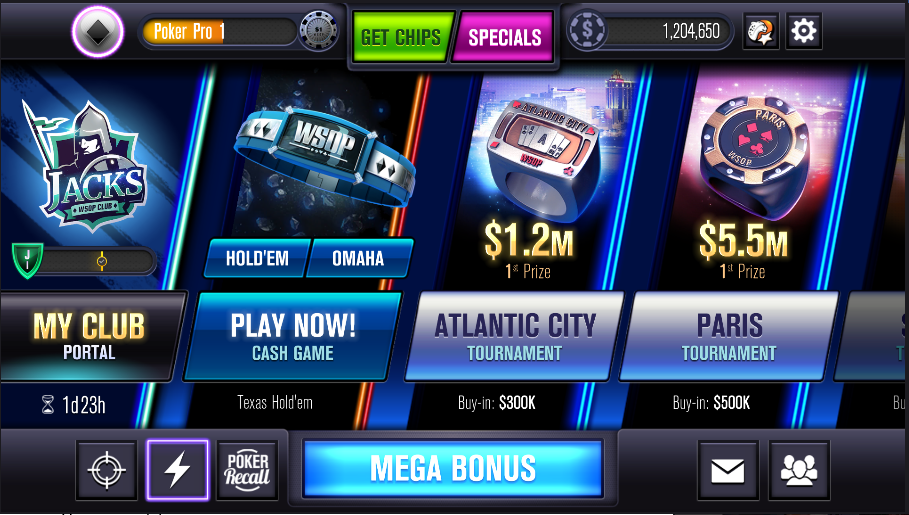 Poker Pro 1
GET CHIPS
SPECIALS
1,204,650
JACKS
WSOP CLUB
J
WSOP
HOLD'EM
OMAHA
ATLANTIC CITY
WSOP
$1.2M
1st Prize
PARIS
WSOP
$5.5M
1st Prize
MY CLUB
PORTAL
PLAY NOW!
CASH GAME
ATLANTIC CITY
TOURNAMENT
PARIS
TOURNAMENT
1d23h
Texas Hold'em
Buy-in: $300K
Buy-in: $500K
Bu
POKER
Recall
MEGA BONUS